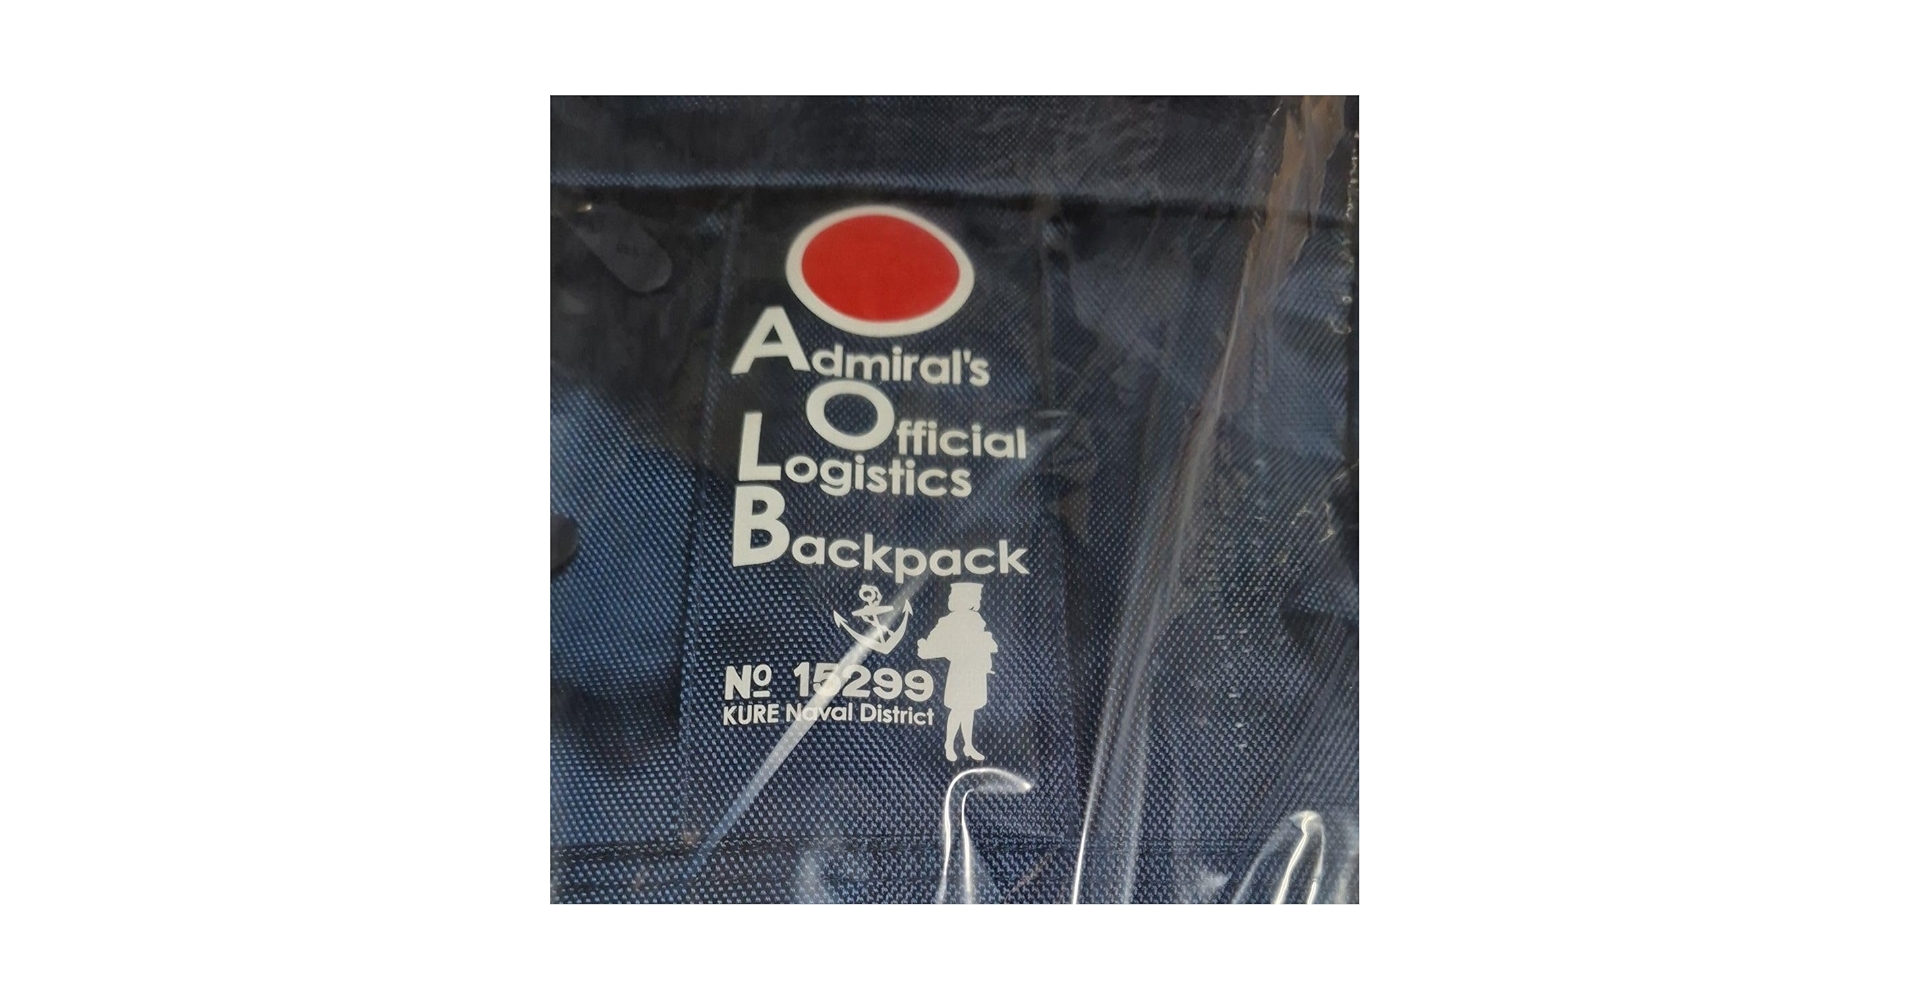 Admiral's
Official
Logistics
Backpack
Nº 15299
KURE Naval District